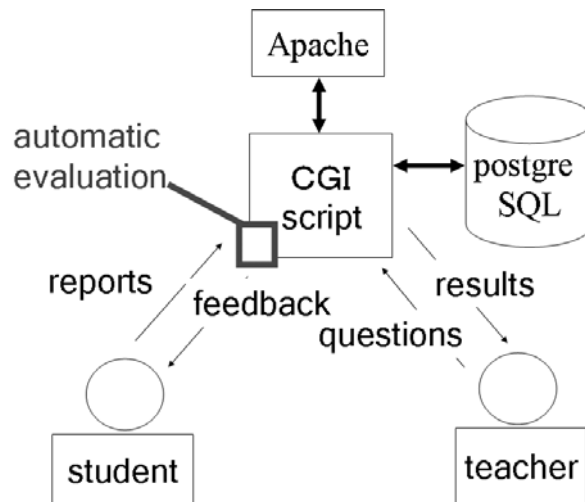 Apache
automatic
evaluation
CGI
script
postgre
SQL
reports
feedback
results
questions
student
teacher